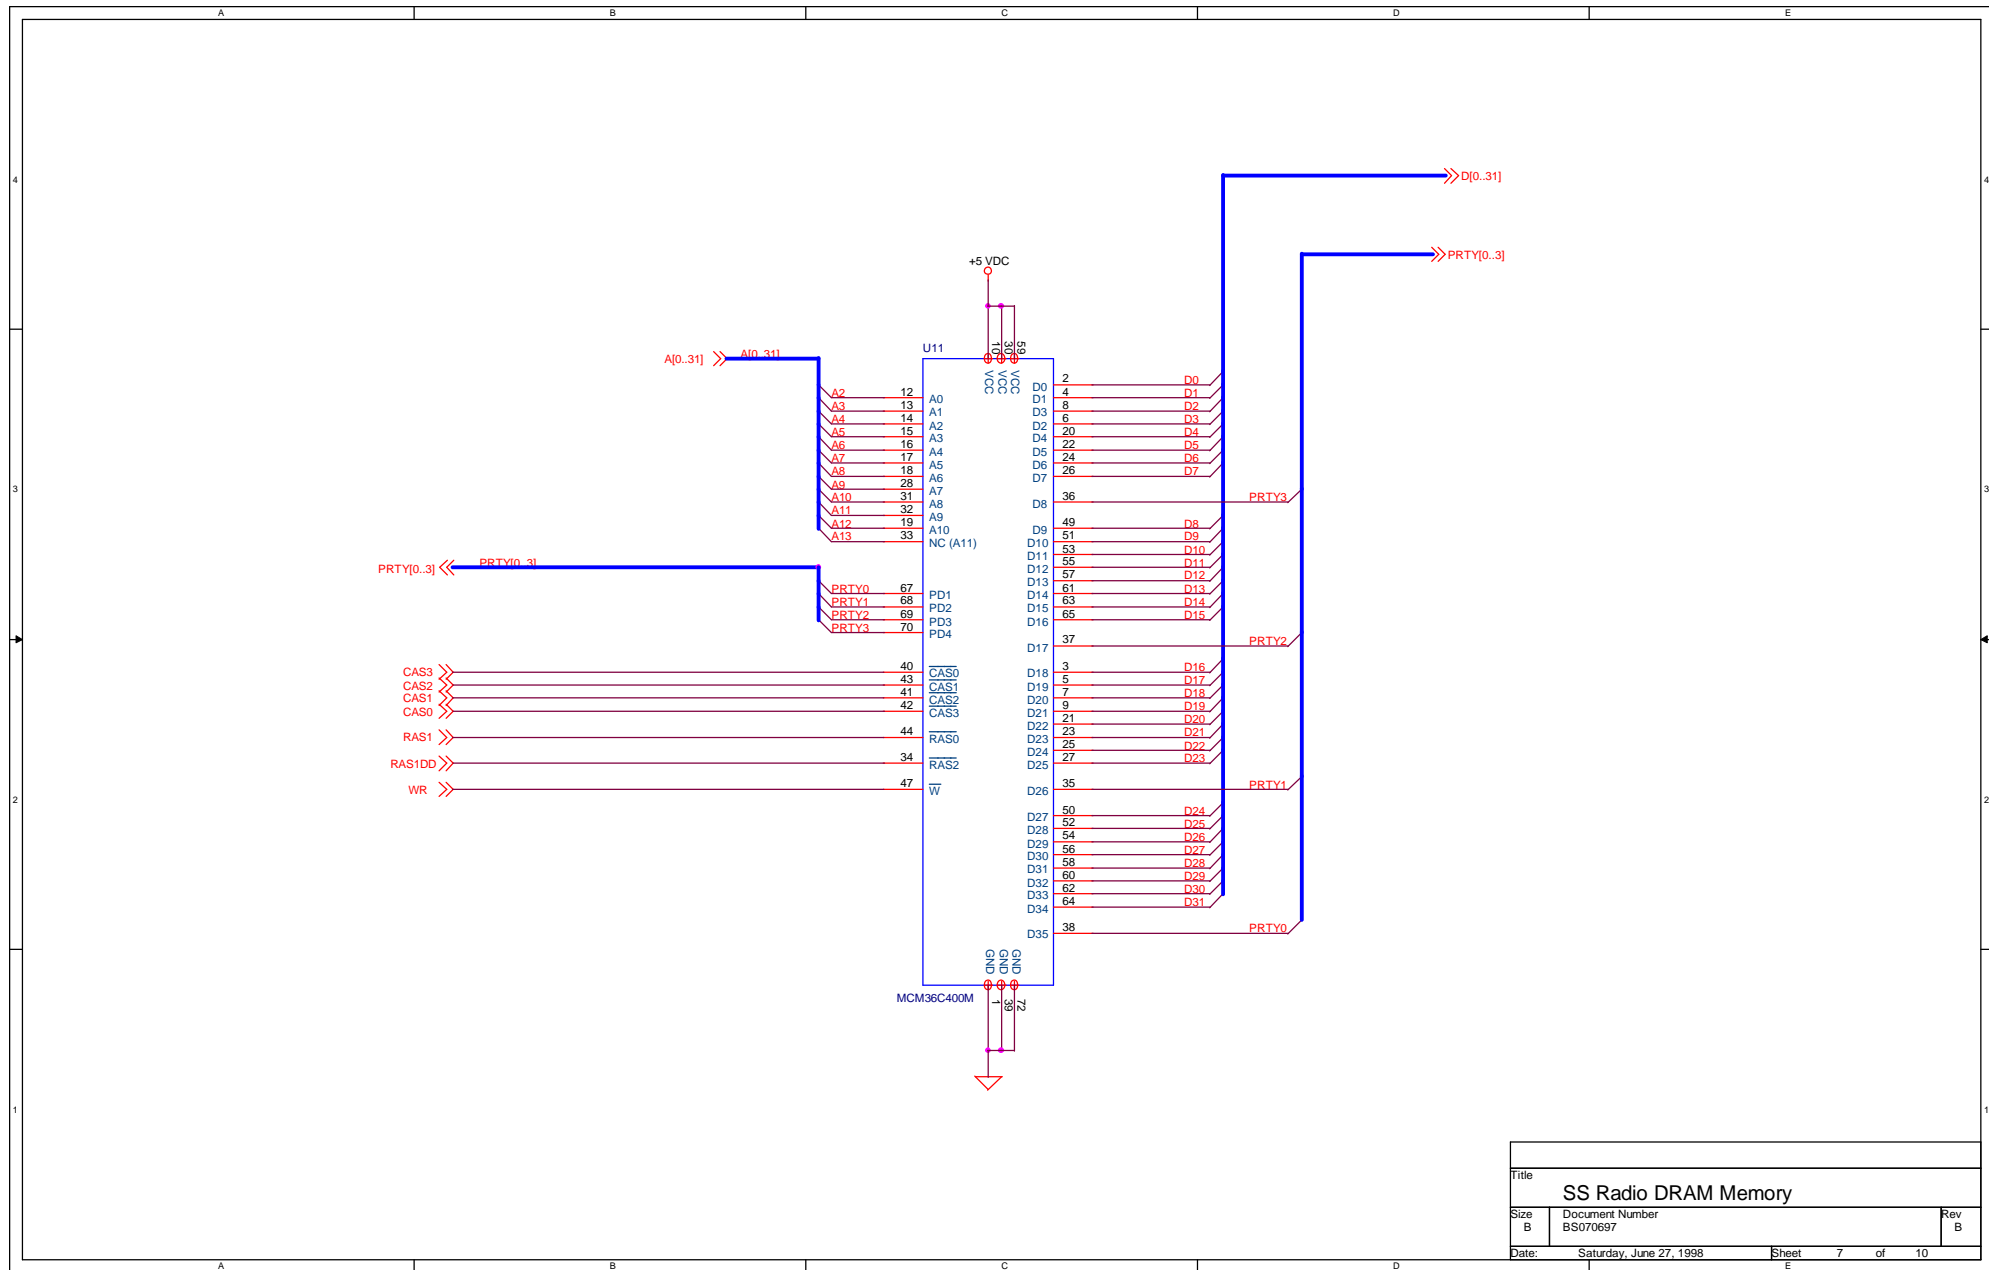 A B C D E
4 4
D[0..31]
PRTY[0..3]
+5 VDC
U11
10 30 59
VCC VCC VCC
A[0..31] A[0..31]
A2 12 A0
A3 13 A1
A4 14 A2
A5 15 A3
A6 16 A4
A7 17 A5
A8 18 A6
A9 28 A7
A10 31 A8
A11 32 A9
A12 19 A10
A13 33 NC (A11)
PRTY[0..3] PRTY[0..3]
PRTY0 67 PD1
PRTY1 68 PD2
PRTY2 69 PD3
PRTY3 70 PD4
CAS3 40 CAS0
CAS2 43 CAS1
CAS1 41 CAS2
CAS0 42 CAS3
RAS1 44 RAS0
RAS1DD 34 RAS2
WR 47 W
D0 2 D0
D1 4 D1
D3 8 D2
D2 6 D3
D4 20 D4
D5 22 D5
D6 24 D6
D7 26 D7
D8 36 PRTY3
D9 49 D8
D10 51 D9
D11 53 D10
D12 55 D11
D13 57 D12
D14 61 D13
D15 63 D14
D16 65 D15
D17 37 PRTY2
D18 3 D16
D19 5 D17
D20 7 D18
D21 9 D19
D22 21 D20
D23 23 D21
D24 25 D22
D25 27 D23
D26 35 PRTY1
D27 50 D24
D28 52 D25
D29 54 D26
D30 56 D27
D31 58 D28
D32 60 D29
D33 62 D30
D34 64 D31
D35 38 PRTY0
GND GND GND
1 39 72
MCM36C400M
3 3
2 2
1 1
Title
SS Radio DRAM Memory
Size Document Number Rev
B BS070697 B
Date: Saturday, June 27, 1998 Sheet 7 of 10
A B C D E